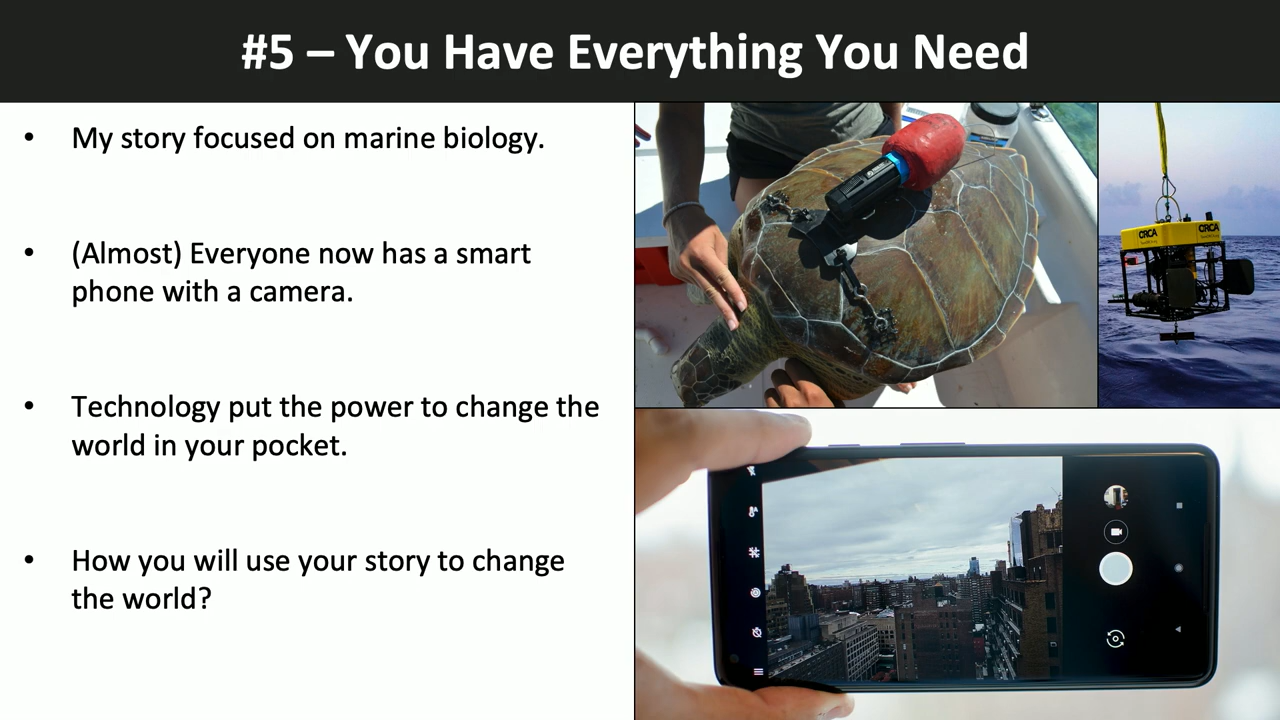 #5 – You Have Everything You Need
• My story focused on marine biology.
• (Almost) Everyone now has a smart
phone with a camera.
• Technology put the power to change the
world in your pocket.
• How you will use your story to change
the world?
ORCA
ORCA